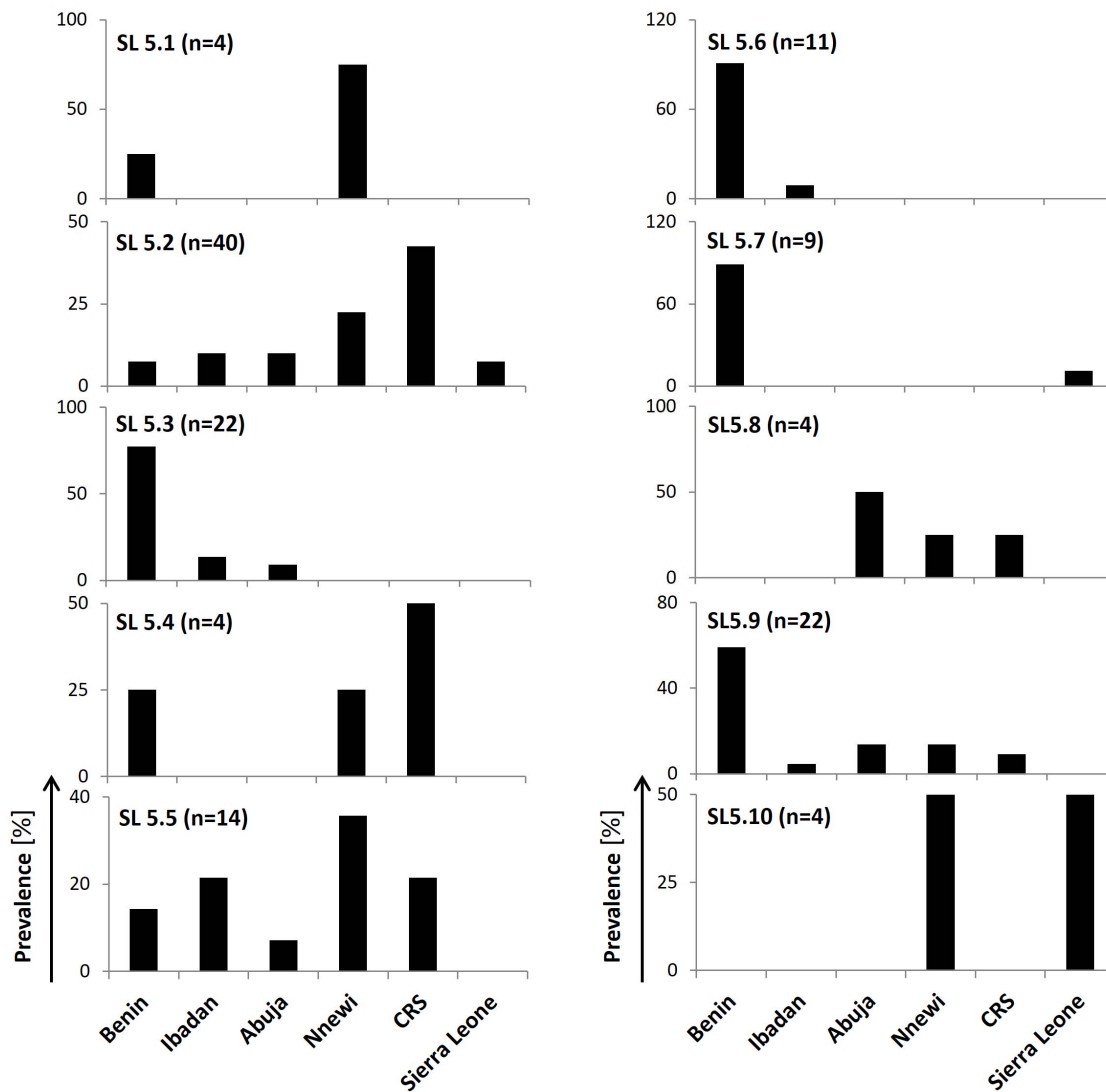 SL 5.1 (n=4)
100
50
0
SL 5.2 (n=40)
50
25
0
SL 5.3 (n=22)
100
50
0
SL 5.4 (n=4)
50
25
0
SL 5.5 (n=14)
40
20
0
Prevalence [%]
Benin
Ibadan
Abuja
Nnewi
CRS
Sierra Leone
SL 5.6 (n=11)
120
60
0
SL 5.7 (n=9)
120
60
0
SL5.8 (n=4)
100
50
0
SL5.9 (n=22)
80
40
0
SL5.10 (n=4)
50
25
0
Prevalence [%]
Benin
Ibadan
Abuja
Nnewi
CRS
Sierra Leone